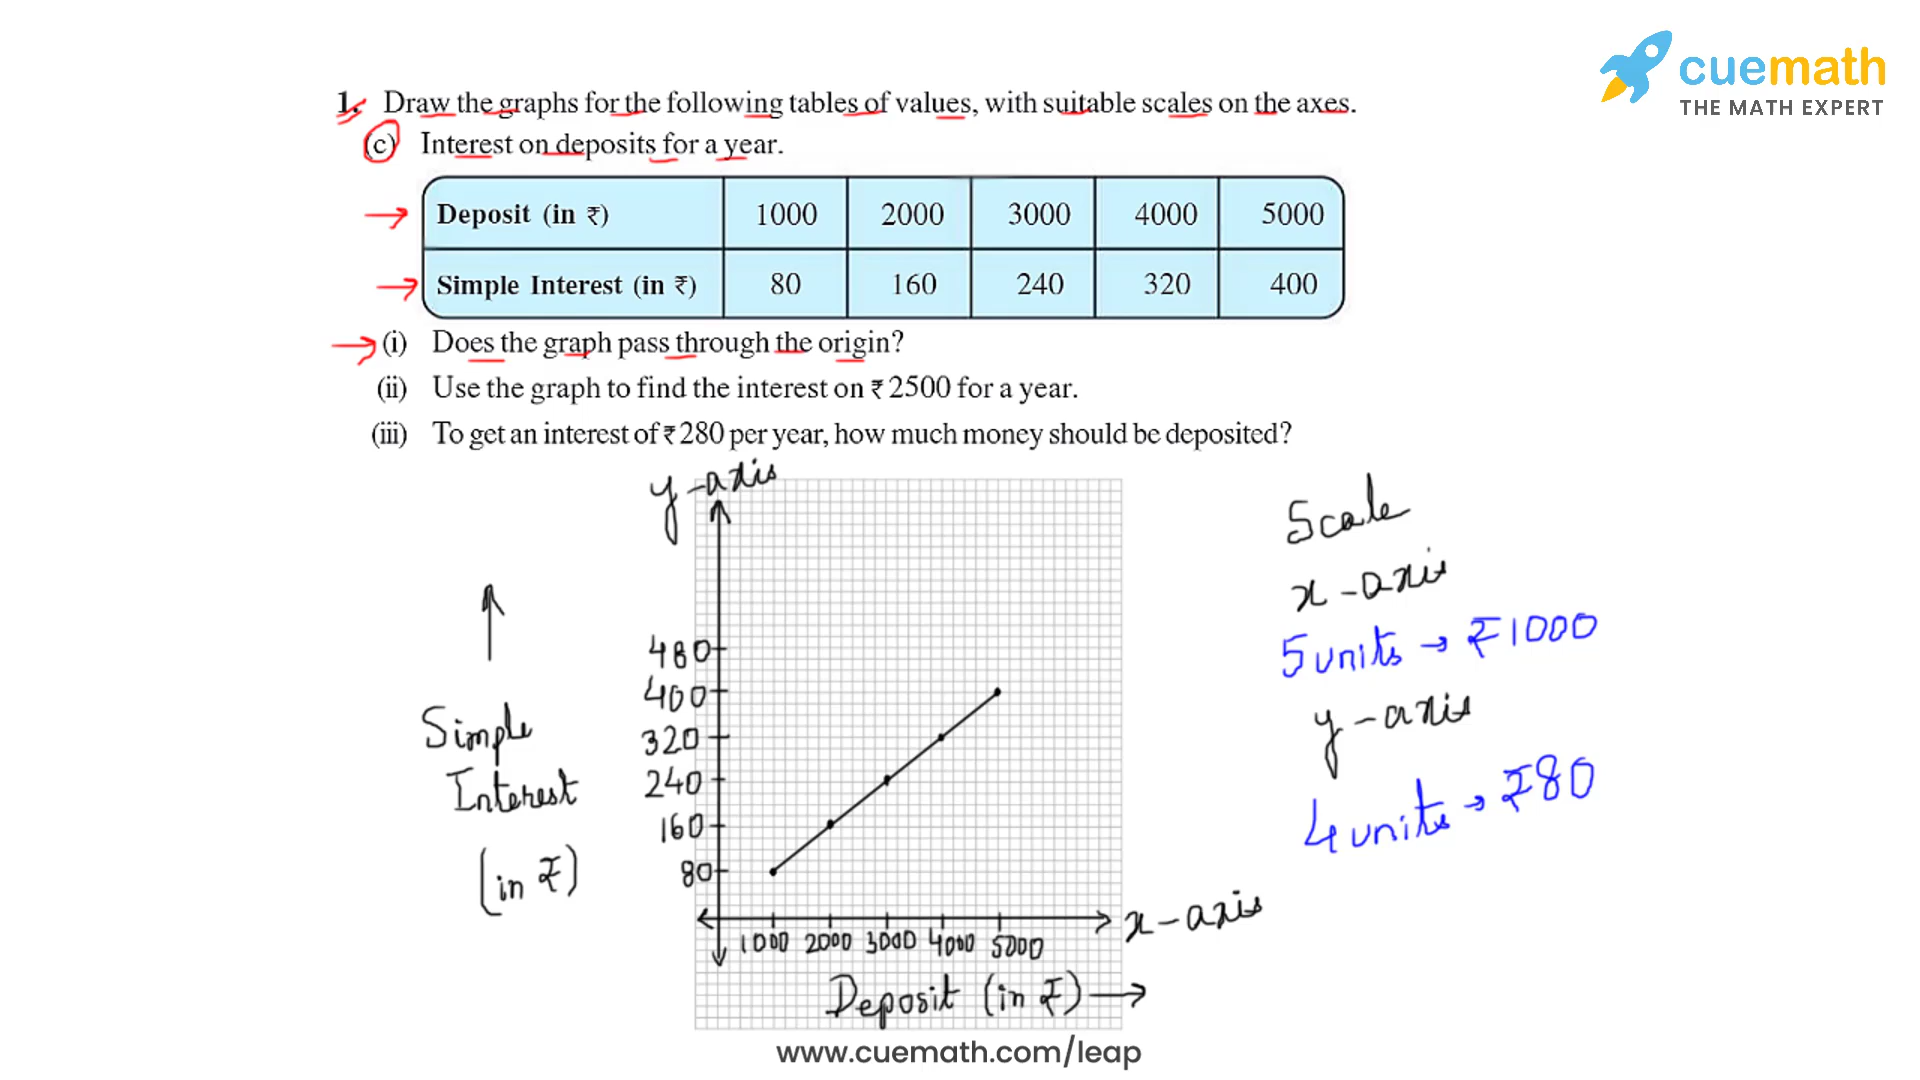 cuemath
THE MATH EXPERT
1. Draw the graphs for the following tables of values, with suitable scales on the axes.
(c) Interest on deposits for a year.
Deposit (in ₹) 1000 2000 3000 4000 5000
Simple Interest (in ₹) 80 160 240 320 400
(i) Does the graph pass through the origin?
(ii) Use the graph to find the interest on ₹ 2500 for a year.
(iii) To get an interest of ₹ 280 per year, how much money should be deposited?
y-axis
480
400
320
240
160
80
Simple
Interest
(in ₹)
1000 2000 3000 4000 5000
x-axis
Deposit (in ₹) →
Scale
x-axis
5 units → ₹1000
y-axis
4 units → ₹80
www.cuemath.com/leap